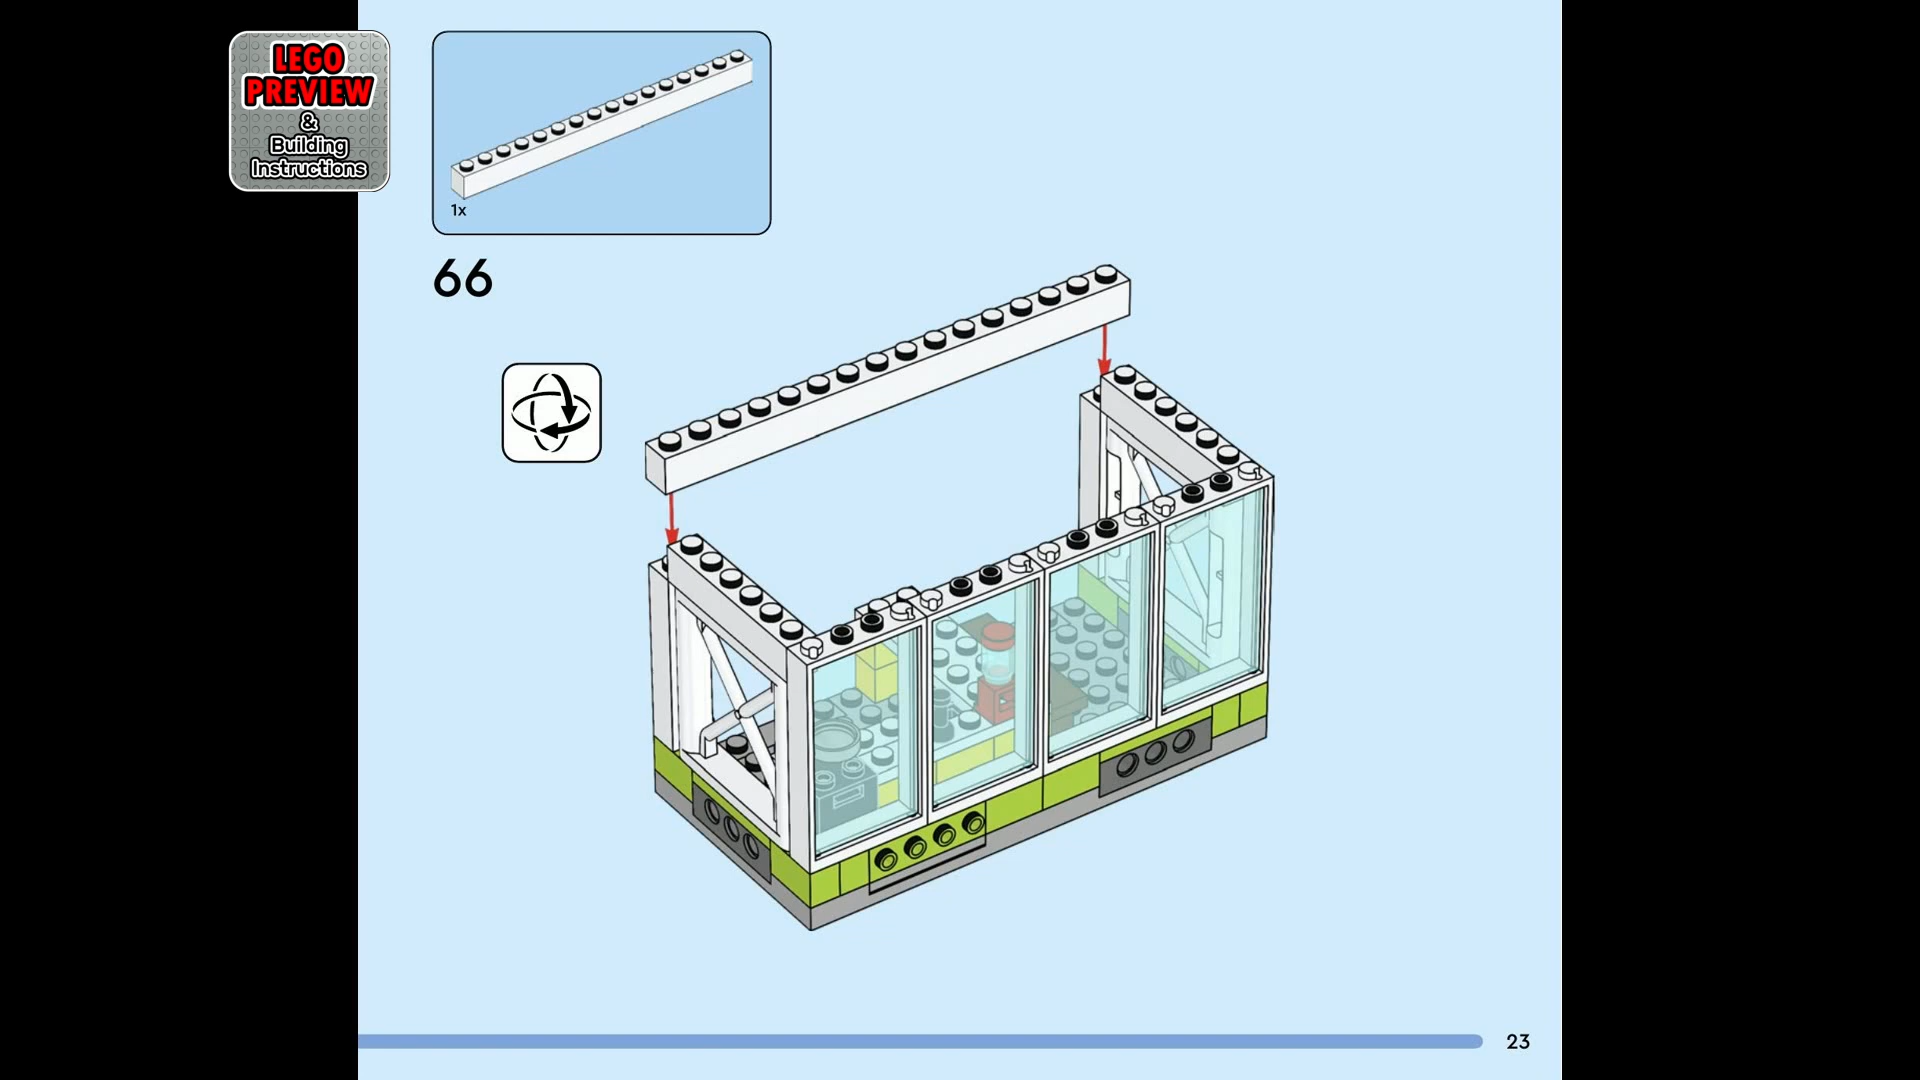 LEGO
PREVIEW
&
Building
Instructions
1x
66
23